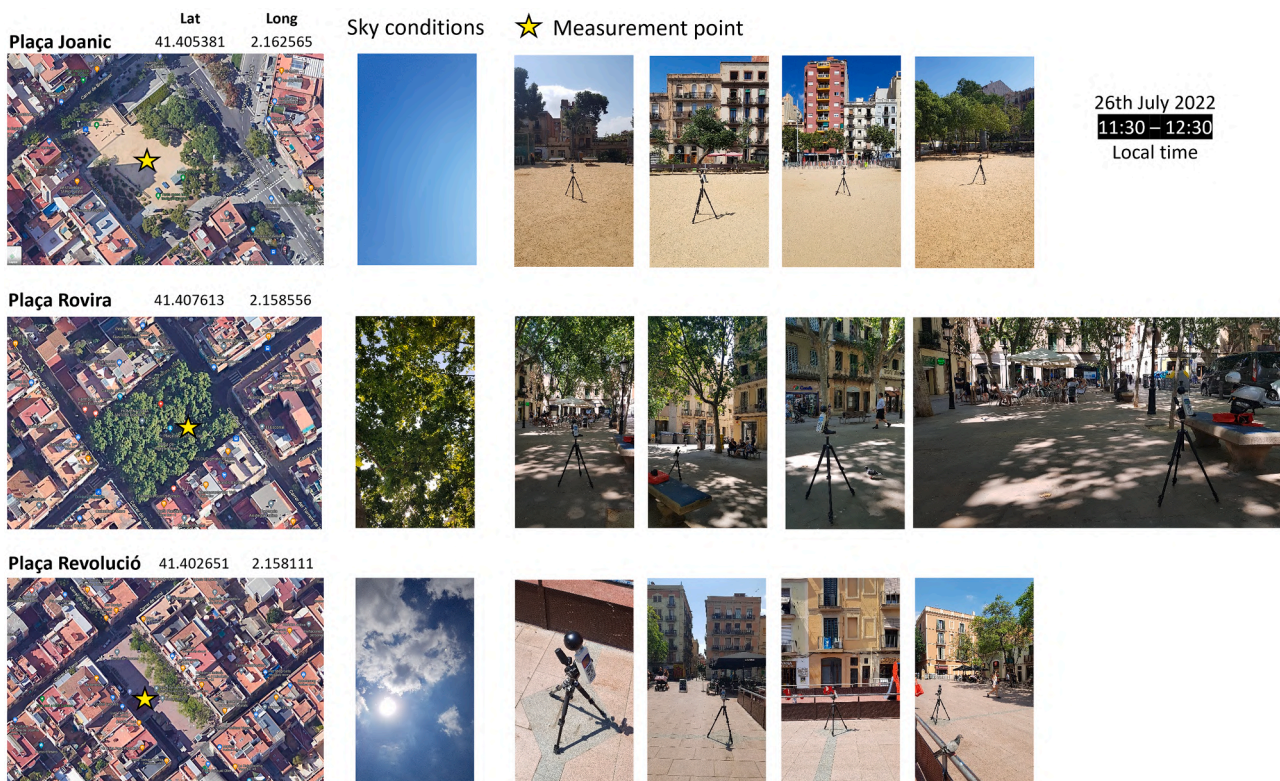 Lat Long
Sky conditions
Measurement point
Plaça Joanic 41.405381 2.162565
26th July 2022
11:30 – 12:30
Local time
Plaça Rovira 41.407613 2.158556
Plaça Revolució 41.402651 2.158111